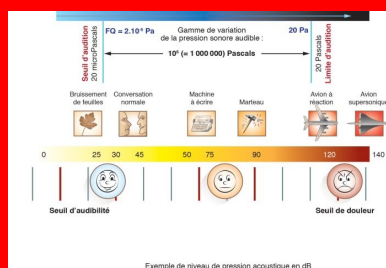 Seuil d'audition
20 microPascals
FQ = 2.10⁻⁵ Pa
Gamme de variation
de la pression sonore audible :
10⁶ (= 1 000 000) Pascals
20 Pa
20 Pascals
Limite d'audition
Bruissement
de feuilles
Conversation
normale
Machine
à écrire
Marteau
Avion à
réaction
Avion
supersonique
0 25 30 45 50 75 90 120 140
Seuil d'audibilité
Seuil de douleur
Exemple de niveau de pression acoustique en dB